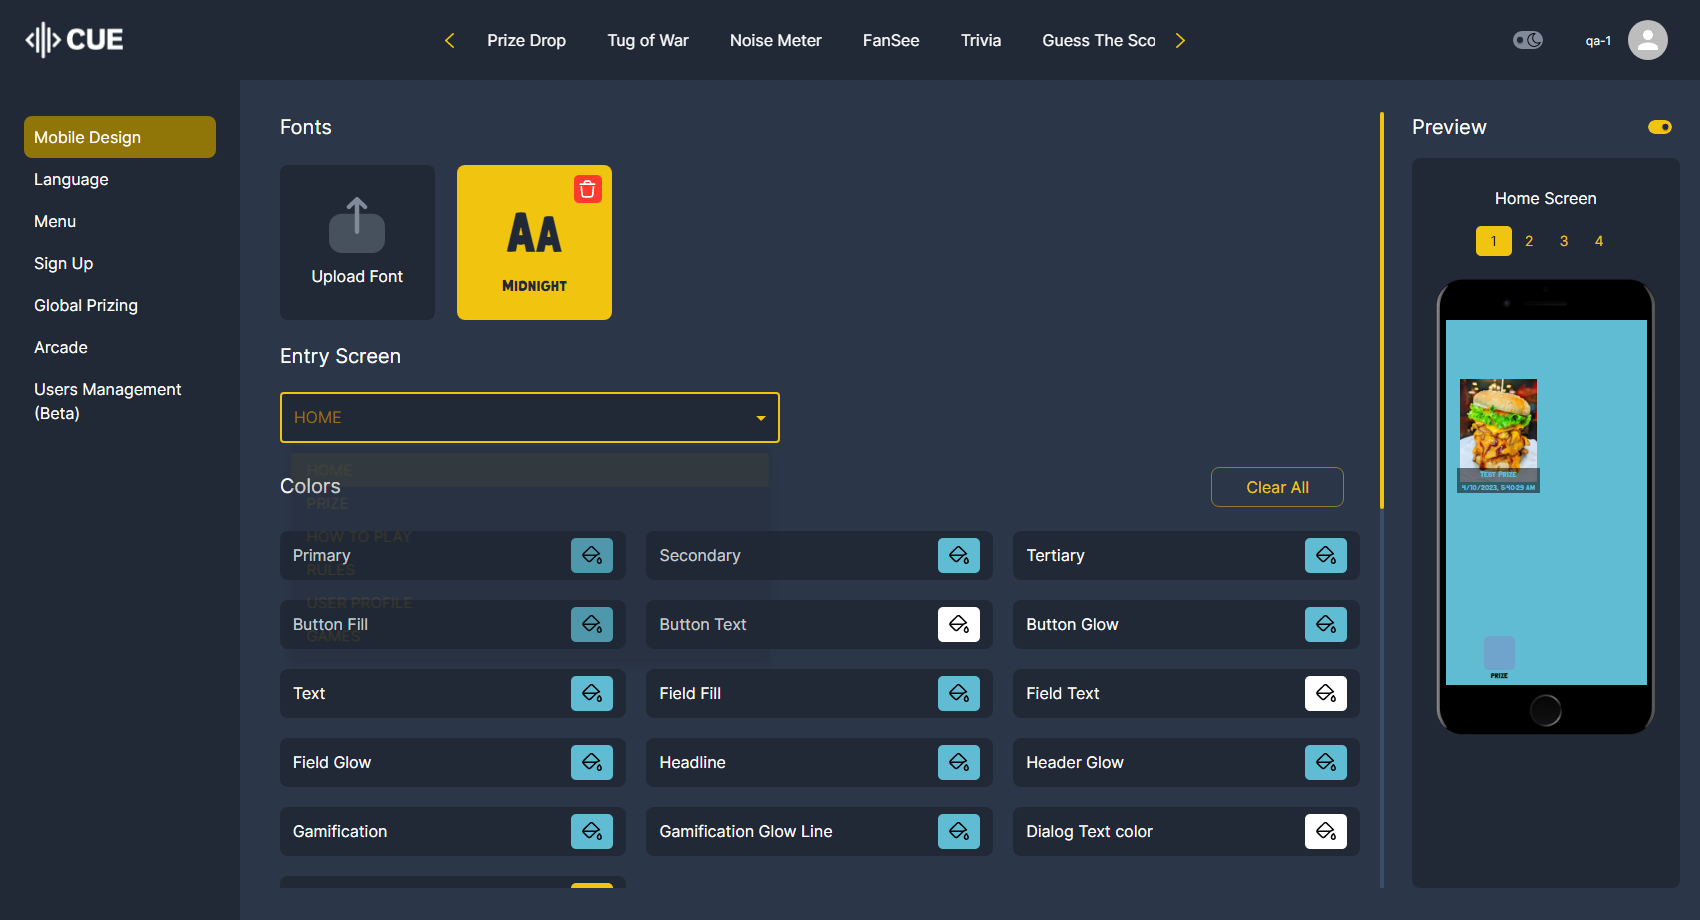 CUE
Prize Drop
Tug of War
Noise Meter
FanSee
Trivia
Guess The Sco
qa-1
Mobile Design
Language
Menu
Sign Up
Global Prizing
Arcade
Users Management
(Beta)
Fonts
Upload Font
AA
MIDNIGHT
Entry Screen
HOME
HOME
PRIZE
HOW TO PLAY
RULES
USER PROFILE
GAMES
Colors
Clear All
Primary
Secondary
Tertiary
Button Fill
Button Text
Button Glow
Text
Field Fill
Field Text
Field Glow
Headline
Header Glow
Gamification
Gamification Glow Line
Dialog Text color
Preview
Home Screen
1 2 3 4
TEST PRIZE
4/10/2023, 5:40:23 AM
PRIZE